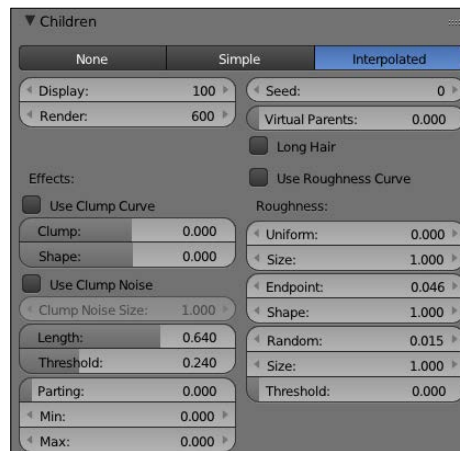 Children
None Simple Interpolated
Display: 100
Render: 600
Seed: 0
Virtual Parents: 0.000
Long Hair
Effects:
Use Roughness Curve
Use Clump Curve
Roughness:
Clump: 0.000
Shape: 0.000
Uniform: 0.000
Size: 1.000
Use Clump Noise
Clump Noise Size: 1.000
Endpoint: 0.046
Shape: 1.000
Length: 0.640
Threshold: 0.240
Random: 0.015
Size: 1.000
Threshold: 0.000
Parting: 0.000
Min: 0.000
Max: 0.000